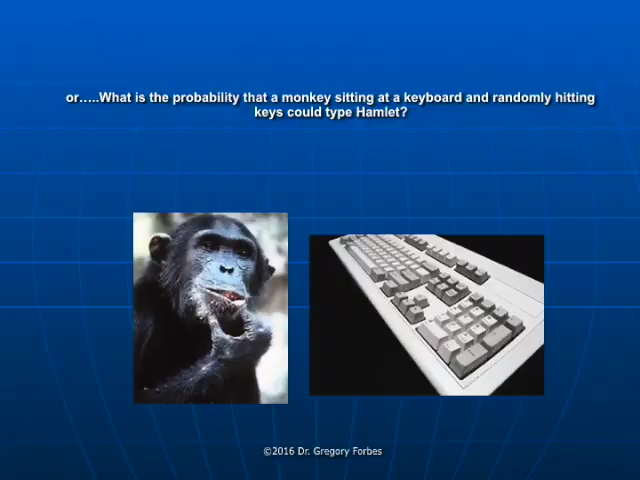 or…..What is the probability that a monkey sitting at a keyboard and randomly hitting
keys could type Hamlet?
©2016 Dr. Gregory Forbes